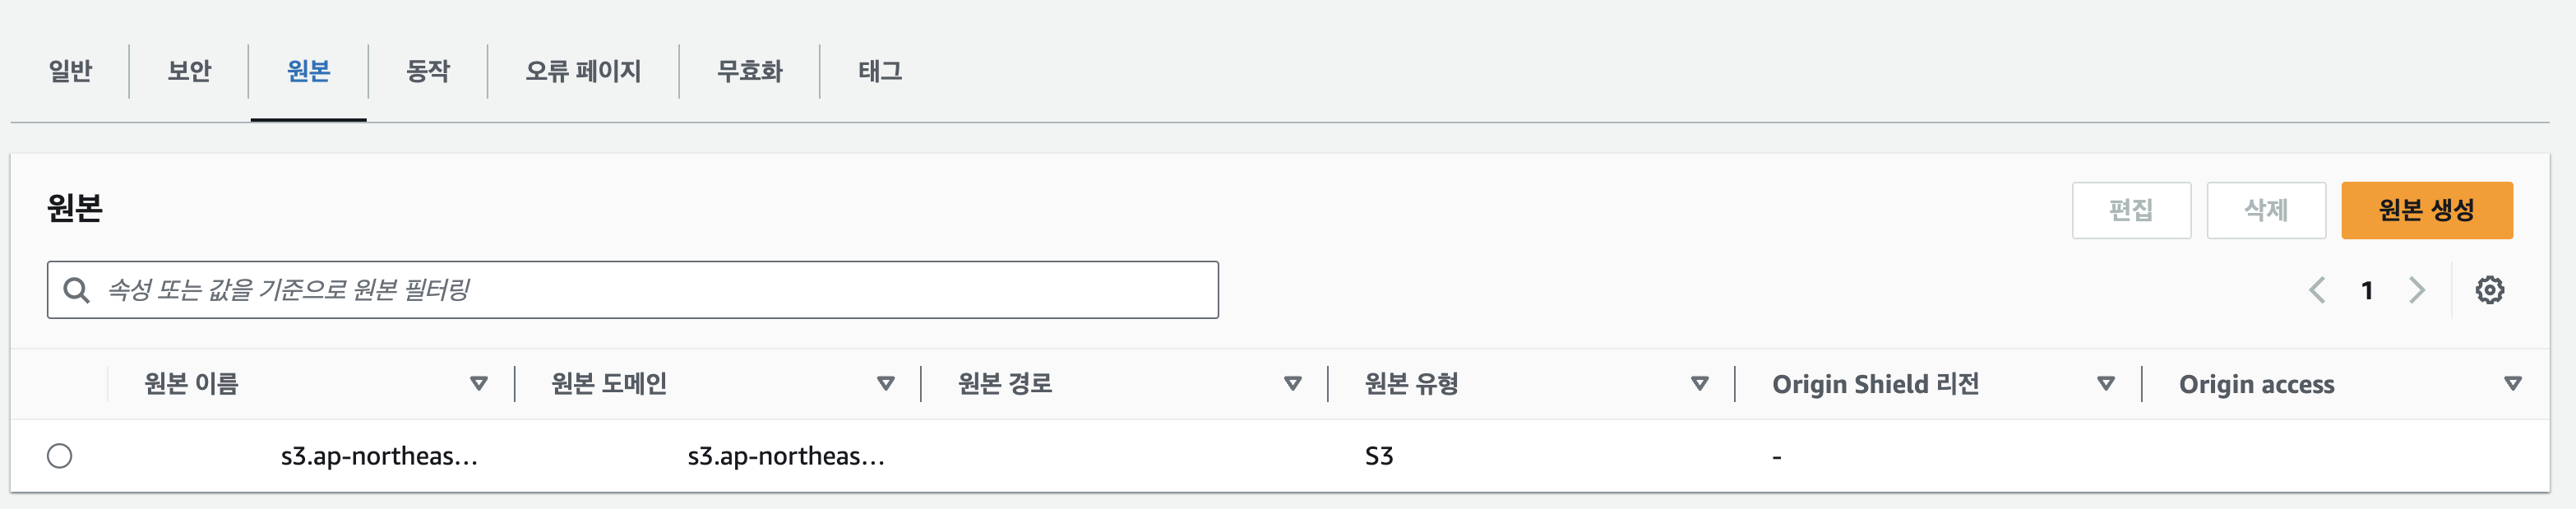 일반 보안 원본 동작 오류 페이지 무효화 태그
원본 편집 삭제 원본 생성
속성 또는 값을 기준으로 원본 필터링 1
원본 이름 원본 도메인 원본 경로 원본 유형 Origin Shield 리전 Origin access
s3.ap-northeas... s3.ap-northeas... S3 -